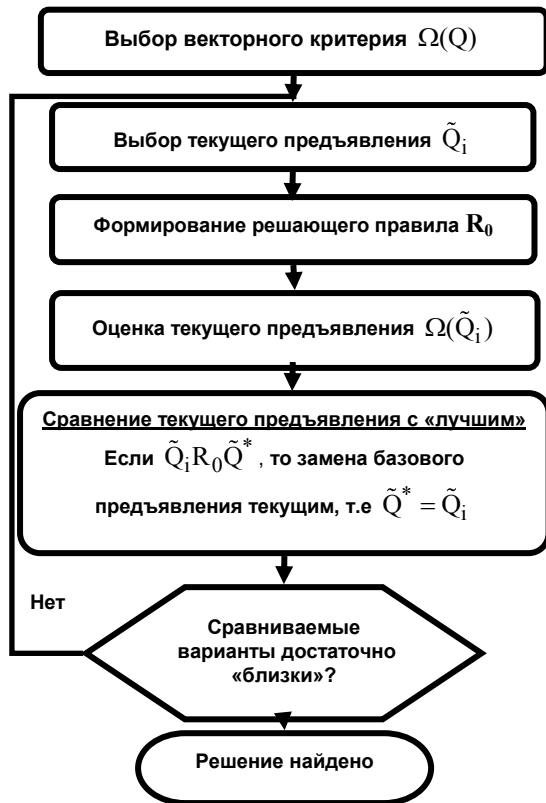 Выбор векторного критерия Ω(Q)
Выбор текущего предъявления Q̃ᵢ
Формирование решающего правила R₀
Оценка текущего предъявления Ω(Q̃ᵢ)
Сравнение текущего предъявления с «лучшим»
Если Q̃ᵢR₀Q̃* , то замена базового
предъявления текущим, т.е Q̃* = Q̃ᵢ
Нет
Сравниваемые
варианты достаточно
«близки»?
Решение найдено